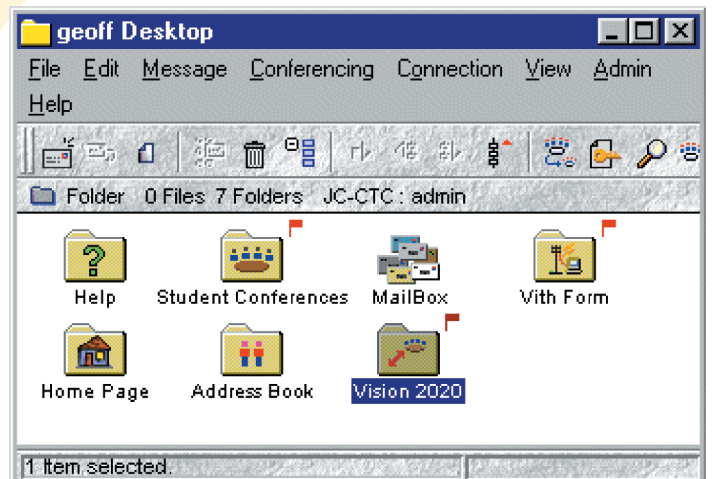 geoff Desktop
File Edit Message Conferencing Connection View Admin
Help
Folder 0 Files 7 Folders JC-CTC : admin
Help Student Conferences MailBox Vith Form
Home Page Address Book Vision 2020
1 Item selected.